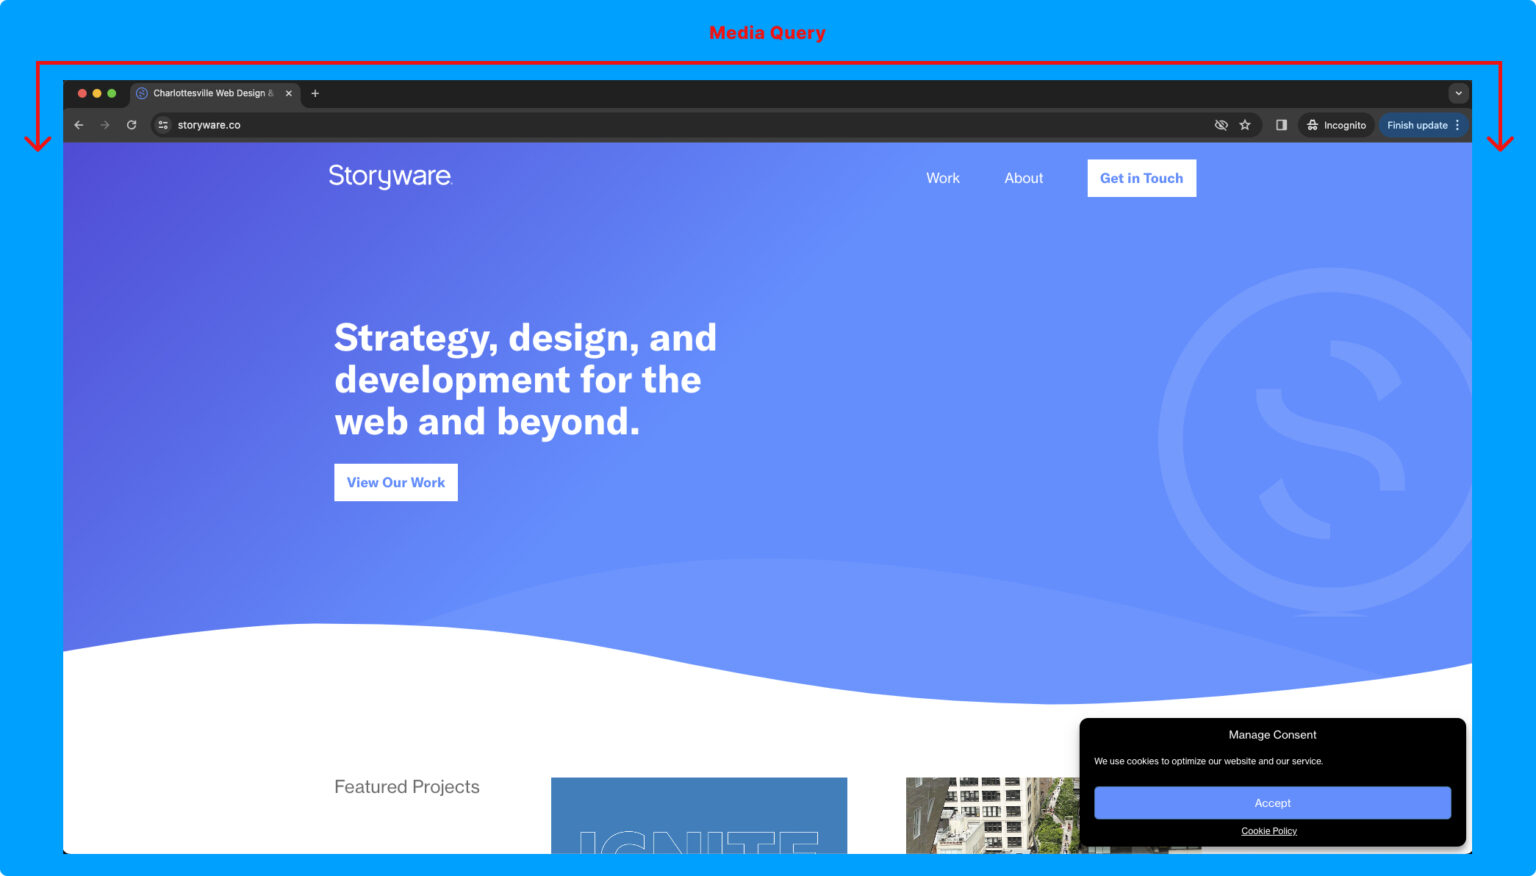 Media Query
Charlottesville Web Design &
storyware.co
Incognito
Finish update
Storyware
Work
About
Get in Touch
Strategy, design, and
development for the
web and beyond.
View Our Work
Manage Consent
We use cookies to optimize our website and our service.
Featured Projects
Accept
IGNITE
Cookie Policy